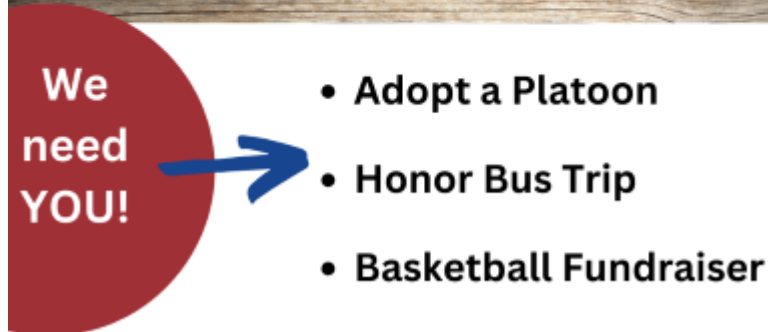 We
need
YOU!
• Adopt a Platoon
• Honor Bus Trip
• Basketball Fundraiser